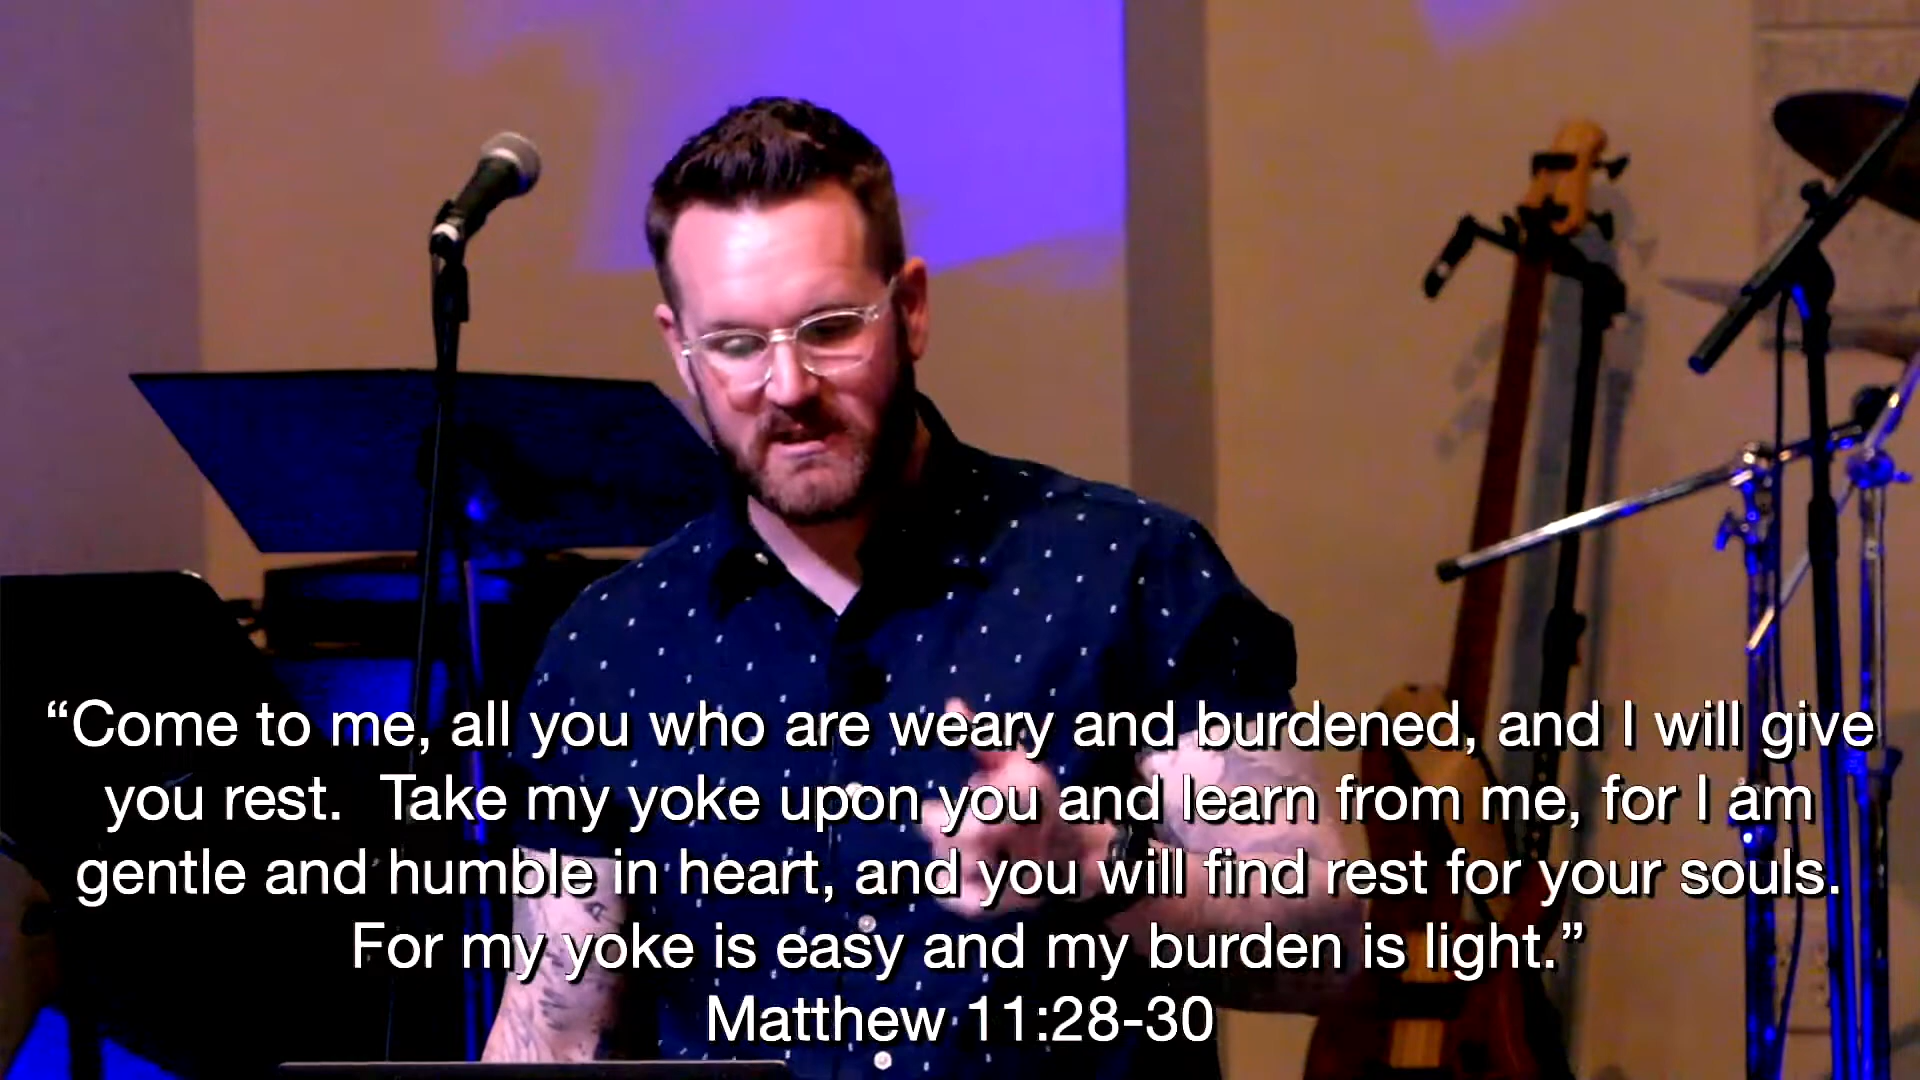 “Come to me, all you who are weary and burdened, and I will give
you rest.  Take my yoke upon you and learn from me, for I am
gentle and humble in heart, and you will find rest for your souls.
For my yoke is easy and my burden is light.”
Matthew 11:28-30